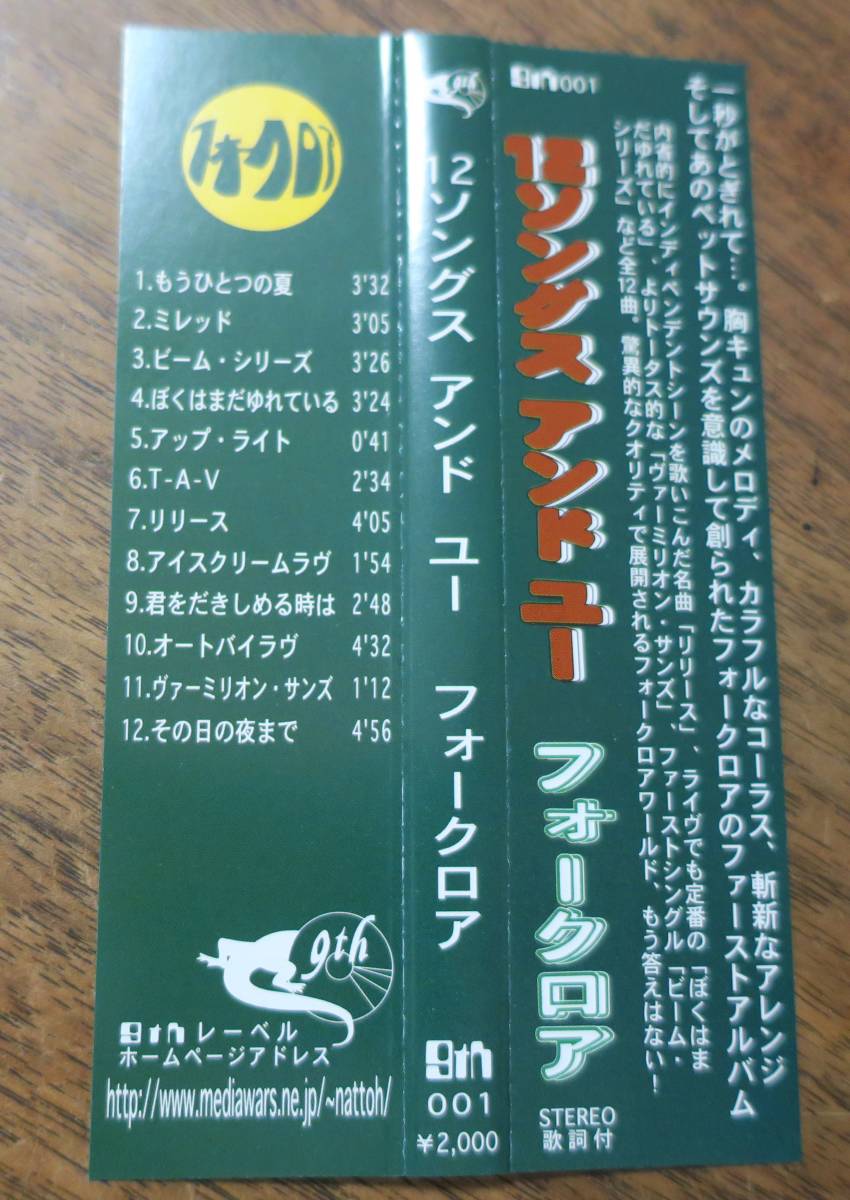 フォークロア
1.もうひとつの夏 3'32
2.ミレッド 3'05
3.ビーム・シリーズ 3'26
4.ぼくはまだゆれている 3'24
5.アップ・ライト 0'41
6.T-A-V 2'34
7.リリース 4'05
8.アイスクリームラヴ 1'54
9.君をだきしめる時は 2'48
10.オートバイラヴ 4'32
11.ヴァーミリオン・サンズ 1'12
12.その日の夜まで 4'56
9th
9thレーベル
ホームページアドレス
http://www.mediawars.ne.jp/~nattoh/
9th
12ソングス アンド ユー フォークロア
9th
001
¥2,000
9th001
一秒がとぎれて…。胸キュンのメロディ、カラフルなコーラス、斬新なアレンジ
そしてあのペットサウンズを意識して創られたフォークロアのファーストアルバム
内省的にインディペンデントシーンを歌いこんだ名曲「リリース」、ライヴでも定番の「ぼくはま
だゆれている」、よりトータス的な「ヴァーミリオン・サンズ」、ファーストシングル「ビーム・
シリーズ」など全12曲。驚異的なクオリティで展開されるフォークロアワールド、もう答えはない!
12ソングス アンド ユー フォークロア
STEREO
歌詞付